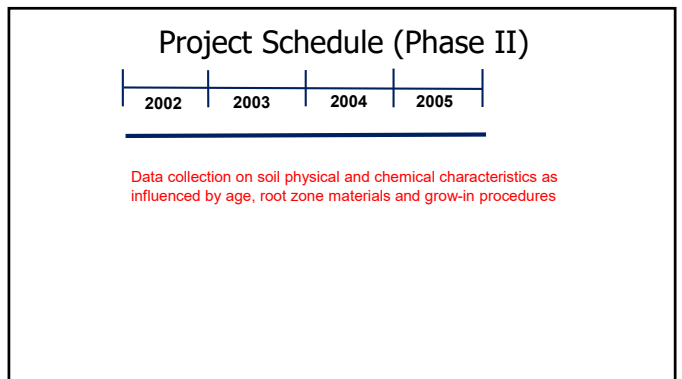 Project Schedule (Phase II)
2002 2003 2004 2005
Data collection on soil physical and chemical characteristics as
influenced by age, root zone materials and grow-in procedures